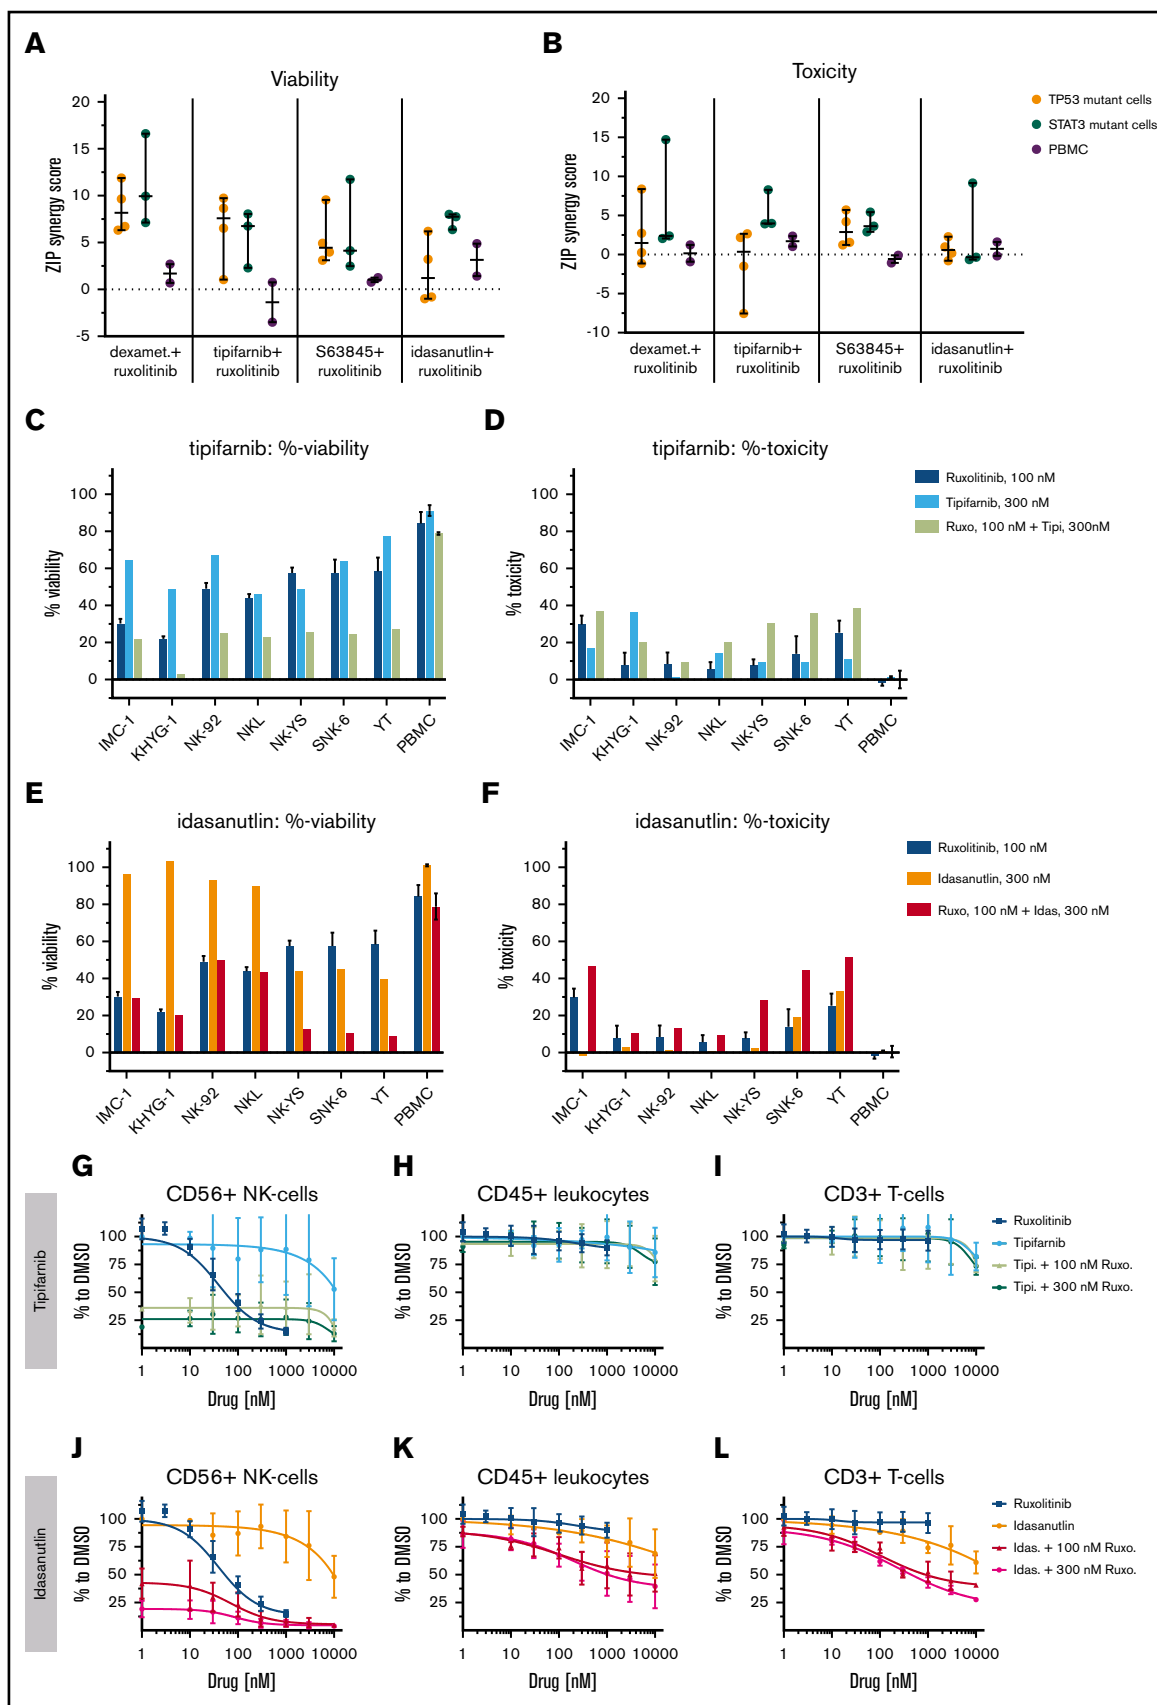 A
Viability
ZIP synergy score
20
15
10
5
0
-5
dexamet.+
ruxolitinib
tipifarnib+
ruxolitinib
S63845+
ruxolitinib
idasanutlin+
ruxolitinib
B
Toxicity
ZIP synergy score
20
15
10
5
0
-5
-10
dexamet.+
ruxolitinib
tipifarnib+
ruxolitinib
S63845+
ruxolitinib
idasanutlin+
ruxolitinib
TP53 mutant cells
STAT3 mutant cells
PBMC
C
tipifarnib: %-viability
% viability
100
80
60
40
20
0
IMC-1
KHYG-1
NK-92
NKL
NK-YS
SNK-6
YT
PBMC
D
tipifarnib: %-toxicity
% toxicity
100
80
60
40
20
0
IMC-1
KHYG-1
NK-92
NKL
NK-YS
SNK-6
YT
PBMC
Ruxolitinib, 100 nM
Tipifarnib, 300 nM
Ruxo, 100 nM + Tipi, 300nM
E
idasanutlin: %-viability
% viability
100
80
60
40
20
0
IMC-1
KHYG-1
NK-92
NKL
NK-YS
SNK-6
YT
PBMC
F
idasanutlin: %-toxicity
% toxicity
100
80
60
40
20
0
IMC-1
KHYG-1
NK-92
NKL
NK-YS
SNK-6
YT
PBMC
Ruxolitinib, 100 nM
Idasanutlin, 300 nM
Ruxo, 100 nM + Idas, 300 nM
Tipifarnib
G
CD56+ NK-cells
% to DMSO
100
75
50
25
1 10 100 1000 10000
Drug [nM]
H
CD45+ leukocytes
% to DMSO
100
75
50
25
1 10 100 1000 10000
Drug [nM]
I
CD3+ T-cells
% to DMSO
100
75
50
25
1 10 100 1000 10000
Drug [nM]
Ruxolitinib
Tipifarnib
Tipi. + 100 nM Ruxo.
Tipi. + 300 nM Ruxo.
Idasanutlin
J
CD56+ NK-cells
% to DMSO
100
75
50
25
1 10 100 1000 10000
Drug [nM]
K
CD45+ leukocytes
% to DMSO
100
75
50
25
1 10 100 1000 10000
Drug [nM]
L
CD3+ T-cells
% to DMSO
100
75
50
25
1 10 100 1000 10000
Drug [nM]
Ruxolitinib
Idasanutlin
Idas. + 100 nM Ruxo.
Idas. + 300 nM Ruxo.